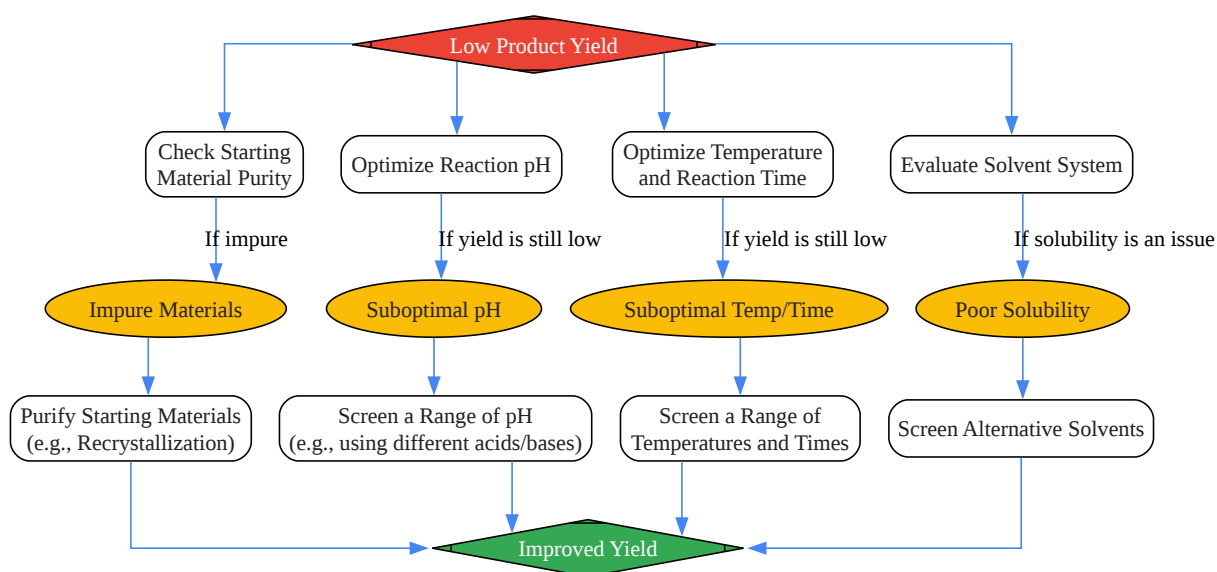 Low Product Yield
Check Starting
Material Purity
Optimize Reaction pH
Optimize Temperature
and Reaction Time
Evaluate Solvent System
If impure
If yield is still low
If yield is still low
If solubility is an issue
Impure Materials
Suboptimal pH
Suboptimal Temp/Time
Poor Solubility
Purify Starting Materials
(e.g., Recrystallization)
Screen a Range of pH
(e.g., using different acids/bases)
Screen a Range of
Temperatures and Times
Screen Alternative Solvents
Improved Yield